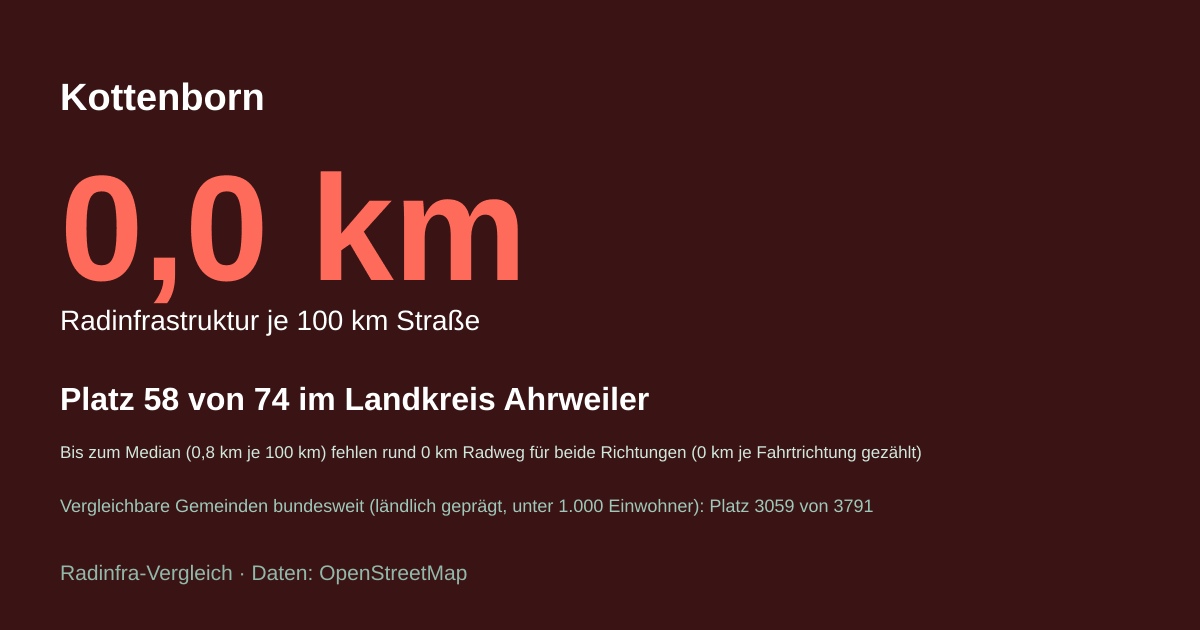 Kottenborn
0,0 km
Radinfrastruktur je 100 km Straße
Platz 58 von 74 im Landkreis Ahrweiler
Bis zum Median (0,8 km je 100 km) fehlen rund 0 km Radweg für beide Richtungen (0 km je Fahrtrichtung gezählt)
Vergleichbare Gemeinden bundesweit (ländlich geprägt, unter 1.000 Einwohner): Platz 3059 von 3791
Radinfra-Vergleich · Daten: OpenStreetMap